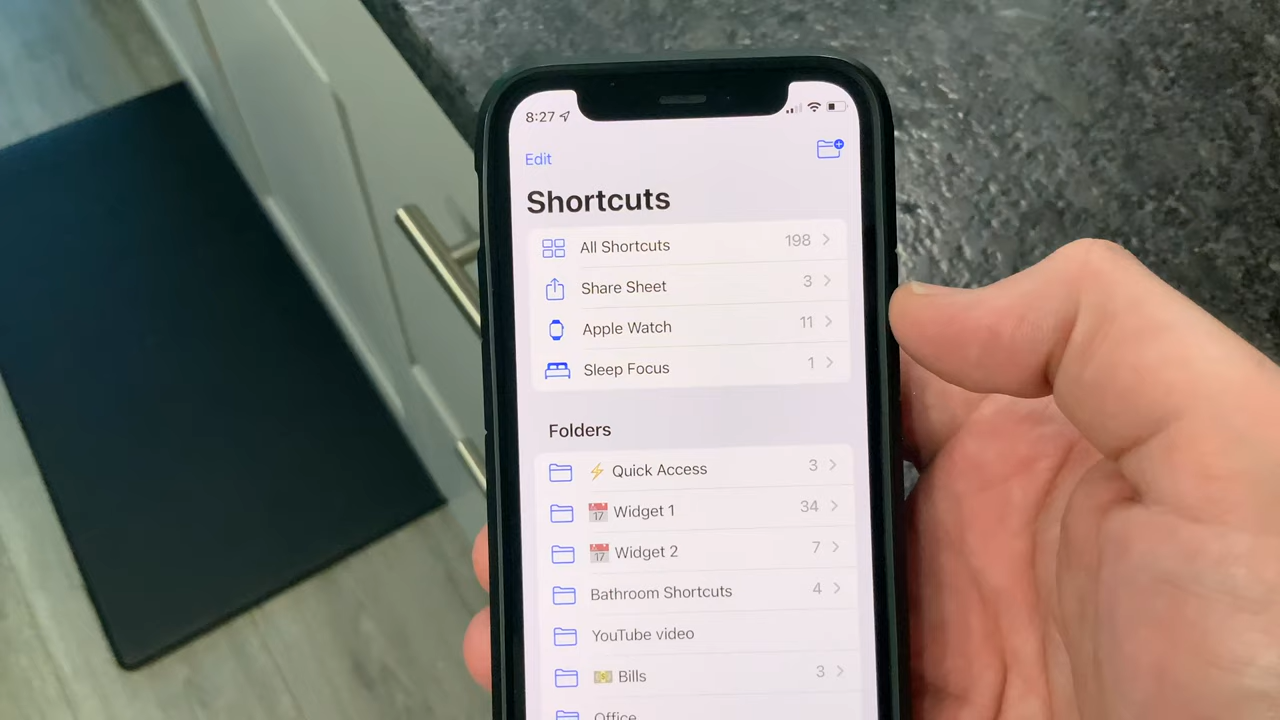 8:27
Edit
Shortcuts
All Shortcuts 198
Share Sheet 3
Apple Watch 11
Sleep Focus 1
Folders
⚡ Quick Access 3
📅 Widget 1 34
📅 Widget 2 7
Bathroom Shortcuts 4
YouTube video
💵 Bills 3
Office